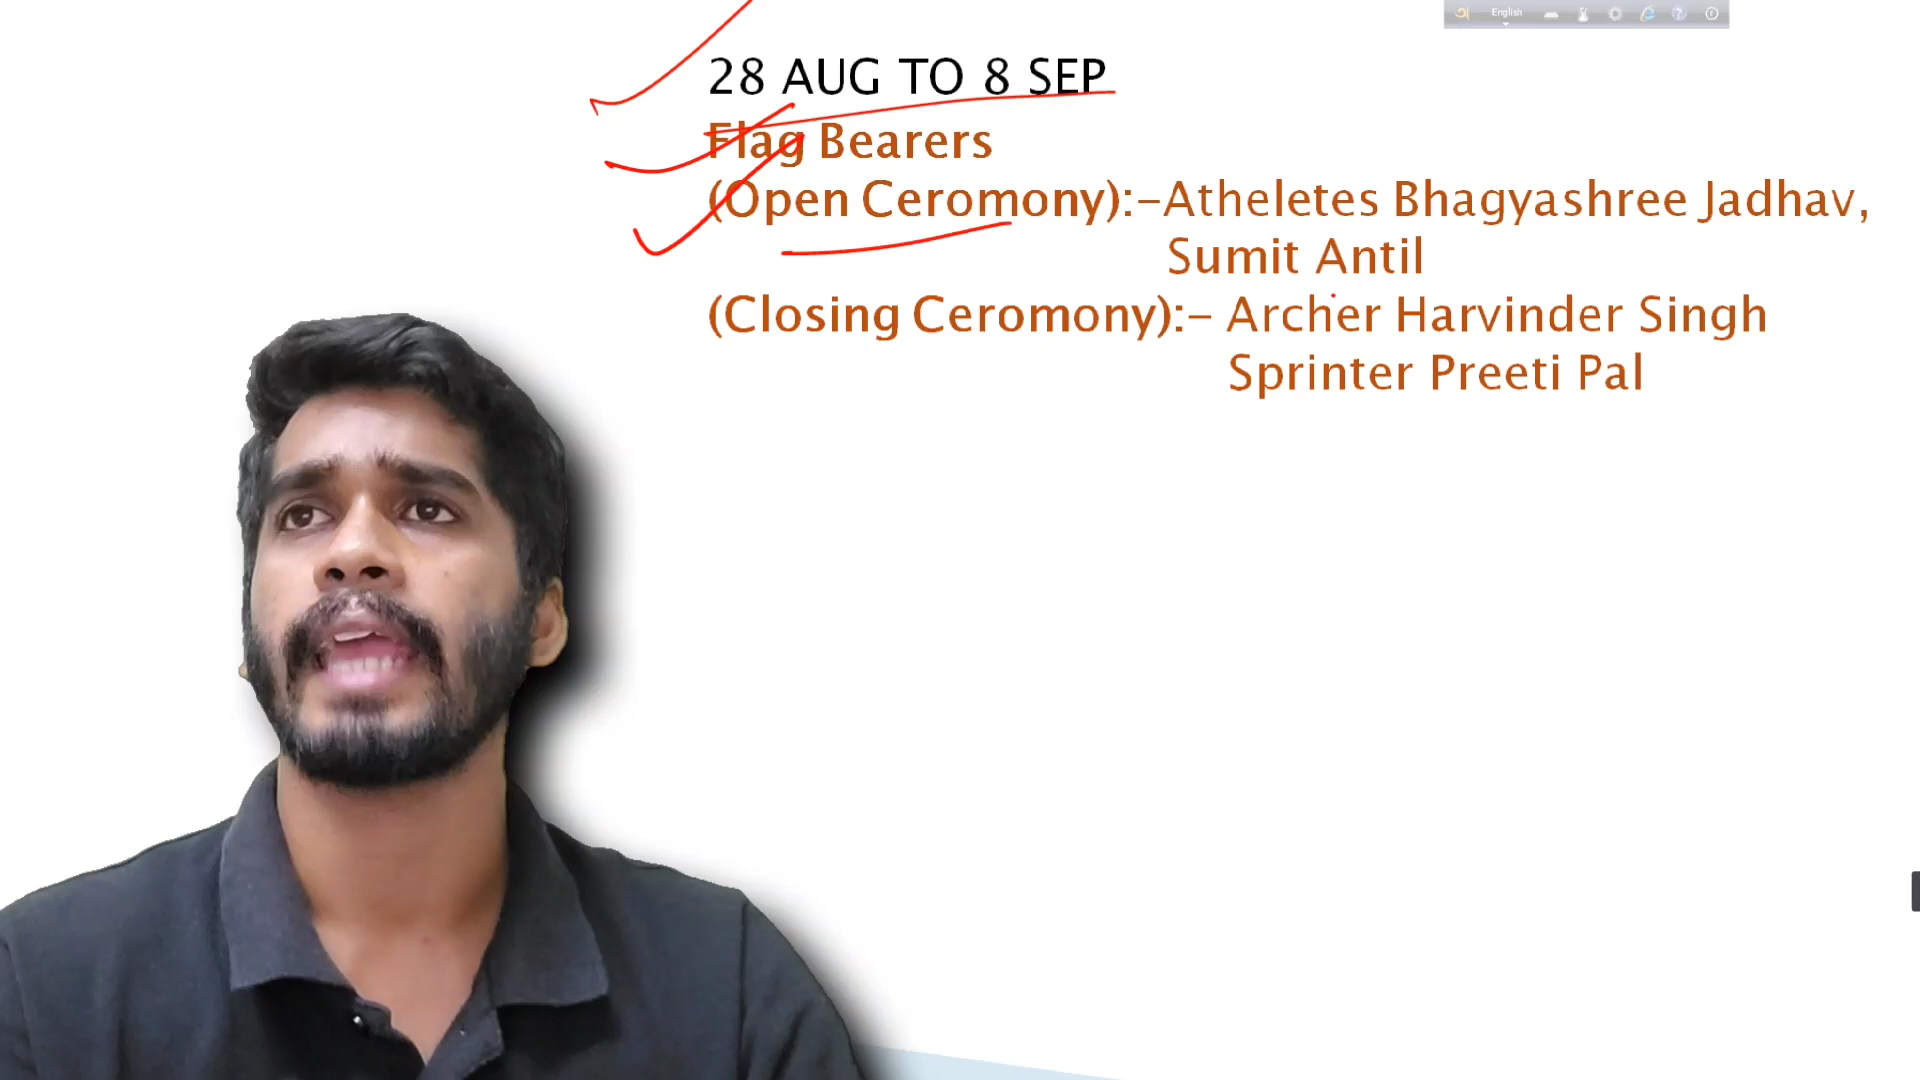 English
28 AUG TO 8 SEP
Flag Bearers
(Open Ceromony):-Atheletes Bhagyashree Jadhav,
Sumit Antil
(Closing Ceromony):- Archer Harvinder Singh
Sprinter Preeti Pal